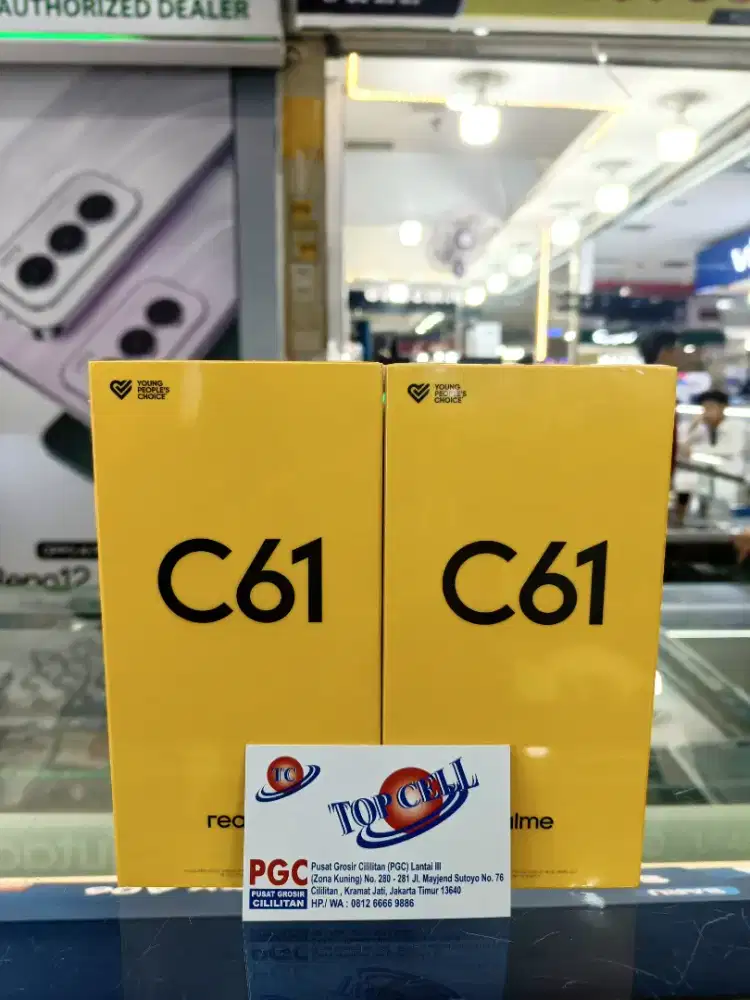 AUTHORIZED DEALER
YOUNG
PEOPLE'S
CHOICE
YOUNG
PEOPLE'S
CHOICE
C61
C61
lme
TC
TOP CELL
PGC
PUSAT GROSIR
CILILITAN
Pusat Grosir Cililitan (PGC) Lantai III
(Zona Kuning) No. 280 - 281 Jl. Mayjend Sutoyo No. 76
Cililitan , Kramat Jati, Jakarta Timur 13640
HP./ WA : 0812 6666 9886